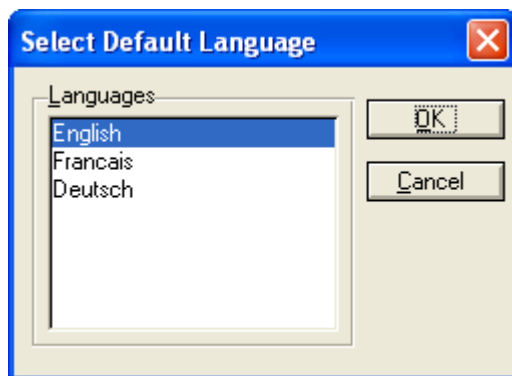 Select Default Language
Languages
English
Francais
Deutsch
OK
Cancel